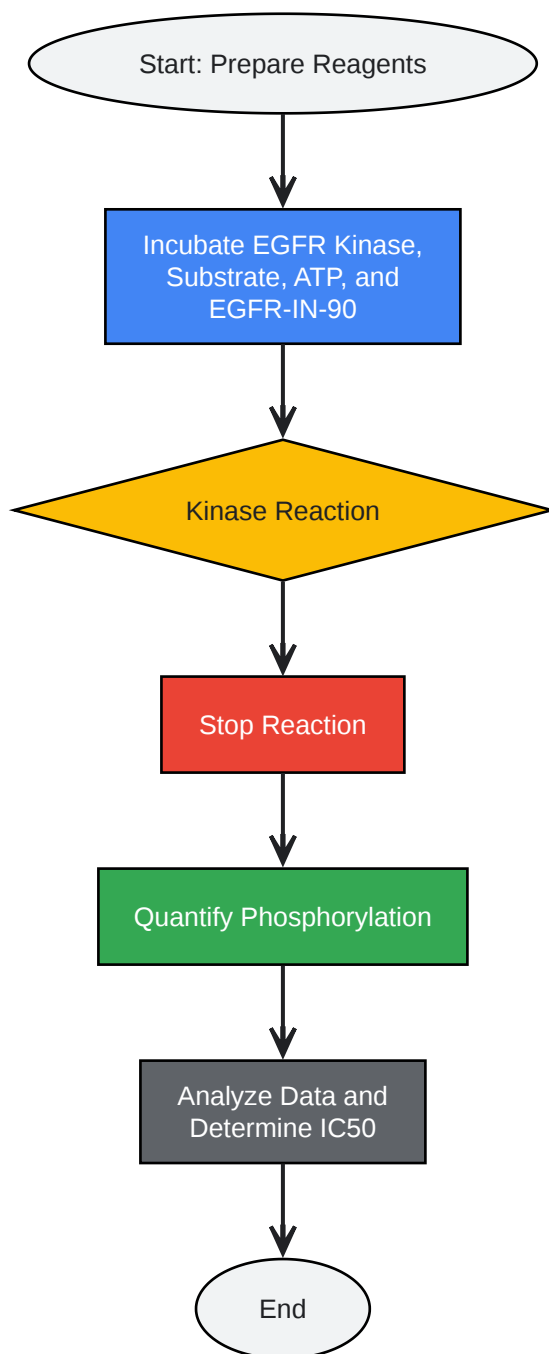 Start: Prepare Reagents
Incubate EGFR Kinase,
Substrate, ATP, and
EGFR-IN-90
Kinase Reaction
Stop Reaction
Quantify Phosphorylation
Analyze Data and
Determine IC50
End